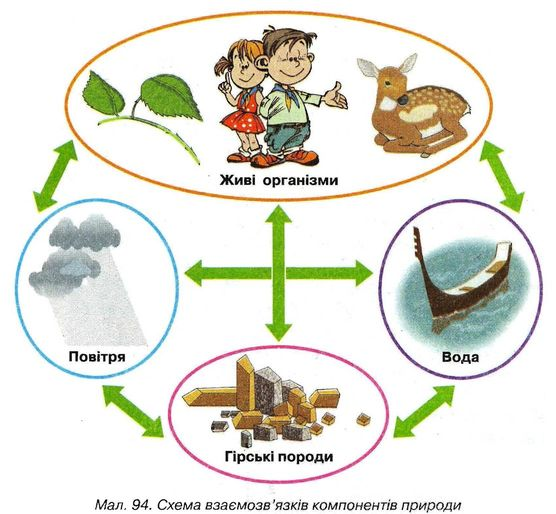 Живі організми
Повітря
Вода
Гірські породи
Мал. 94. Схема взаємозв'язків компонентів природи